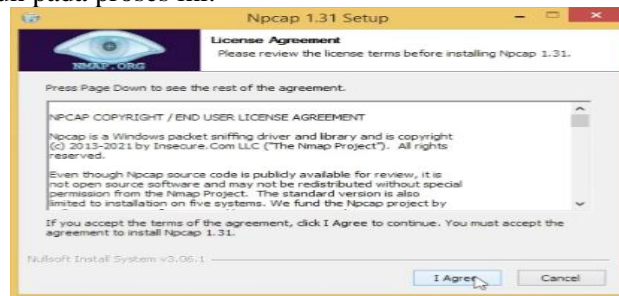 pada proses ini.
Npcap 1.31 Setup
License Agreement
Please review the license terms before installing Npcap 1.31.
NMAP.ORG
Press Page Down to see the rest of the agreement.
NPCAP COPYRIGHT / END USER LICENSE AGREEMENT
Npcap is a Windows packet sniffing driver and library and is copyright
(c) 2013-2021 by Insecure.Com LLC ("The Nmap Project"). All rights
reserved.
Even though Npcap source code is publicly available for review, it is
not open source software and may not be redistributed without special
permission from the Nmap Project. The standard version is also
limited to installation on five systems. We fund the Npcap project by
If you accept the terms of the agreement, click I Agree to continue. You must accept the
agreement to install Npcap 1.31.
Nullsoft Install System v3.06.1
I Agree
Cancel